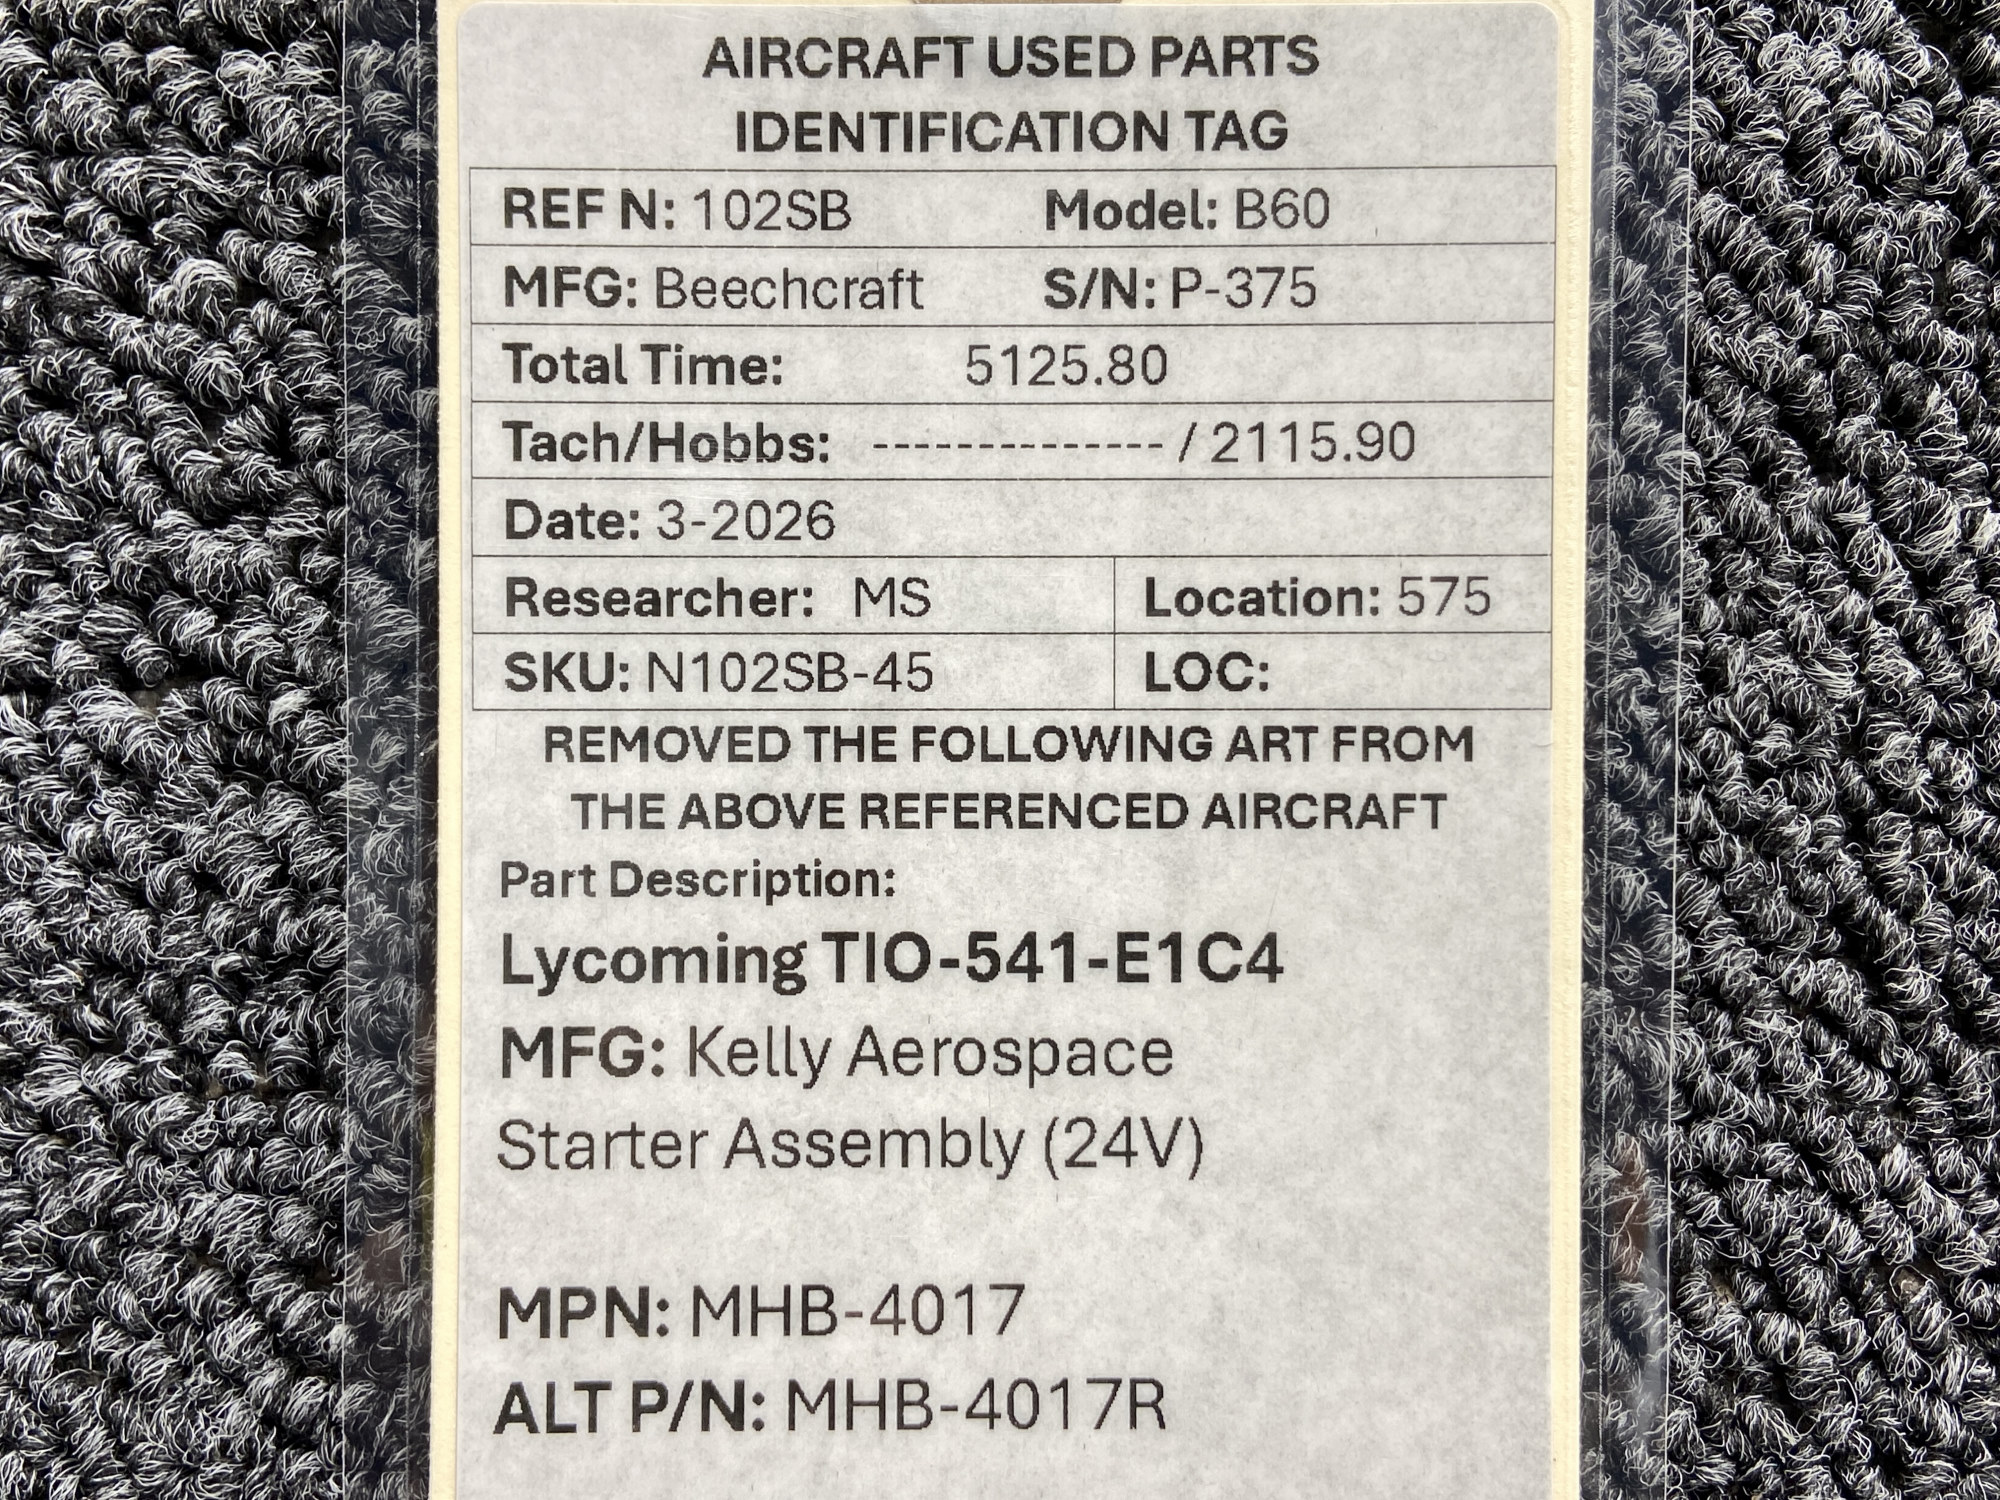 AIRCRAFT USED PARTS
IDENTIFICATION TAG
REF N: 102SB Model: B60
MFG: Beechcraft S/N: P-375
Total Time: 5125.80
Tach/Hobbs: -------------- / 2115.90
Date: 3-2026
Researcher: MS Location: 575
SKU: N102SB-45 LOC:
REMOVED THE FOLLOWING ART FROM
THE ABOVE REFERENCED AIRCRAFT
Part Description:
Lycoming TIO-541-E1C4
MFG: Kelly Aerospace
Starter Assembly (24V)
MPN: MHB-4017
ALT P/N: MHB-4017R